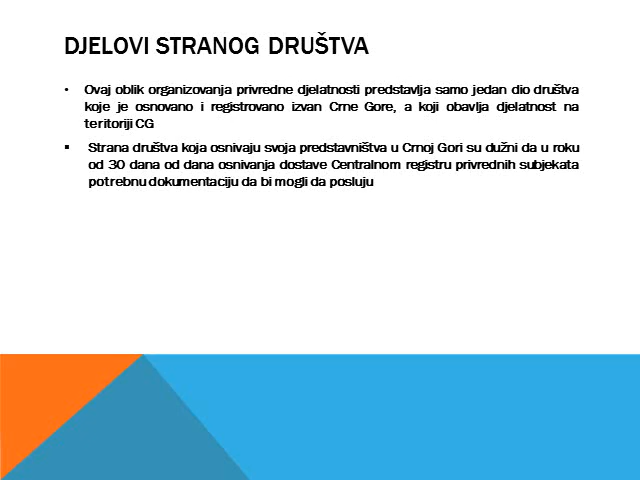 DJELOVI STRANOG DRUŠTVA
• Ovaj oblik organizovanja privredne djelatnosti predstavlja samo jedan dio društva
koje je osnovano i registrovano izvan Crne Gore, a koji obavlja djelatnost na
teritoriji CG
▪ Strana društva koja osnivaju svoja predstavništva u Crnoj Gori su dužni da u roku
od 30 dana od dana osnivanja dostave Centralnom registru privrednih subjekata
potrebnu dokumentaciju da bi mogli da posluju